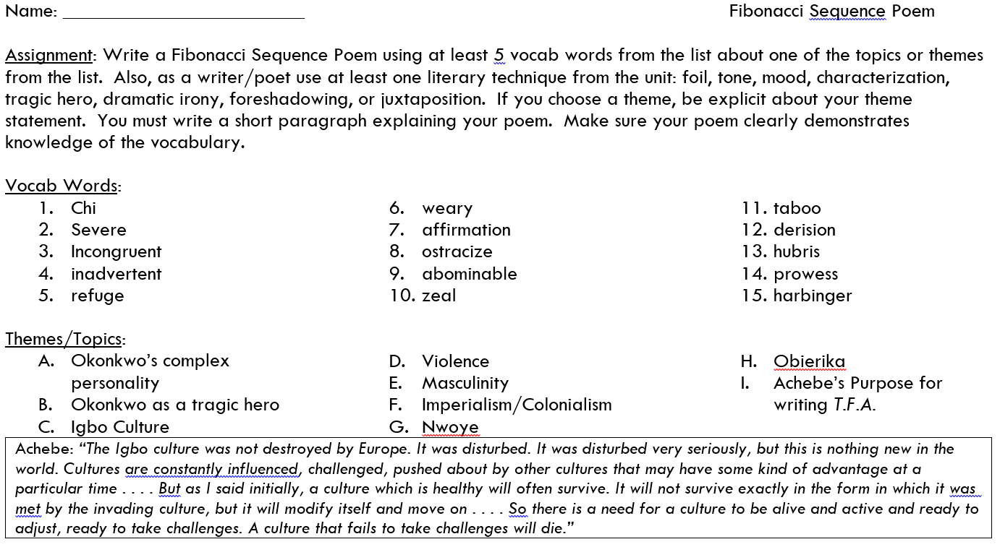 Name: ___________________________ Fibonacci Sequence Poem
Assignment: Write a Fibonacci Sequence Poem using at least 5 vocab words from the list about one of the topics or themes
from the list.  Also, as a writer/poet use at least one literary technique from the unit: foil, tone, mood, characterization,
tragic hero, dramatic irony, foreshadowing, or juxtaposition.  If you choose a theme, be explicit about your theme
statement.  You must write a short paragraph explaining your poem.  Make sure your poem clearly demonstrates
knowledge of the vocabulary.
Vocab Words:
1. Chi
2. Severe
3. Incongruent
4. inadvertent
5. refuge
6. weary
7. affirmation
8. ostracize
9. abominable
10. zeal
11. taboo
12. derision
13. hubris
14. prowess
15. harbinger
Themes/Topics:
A. Okonkwo's complex
personality
B. Okonkwo as a tragic hero
C. Igbo Culture
D. Violence
E. Masculinity
F. Imperialism/Colonialism
G. Nwoye
H. Obierika
I. Achebe's Purpose for
writing T.F.A.
Achebe: "The Igbo culture was not destroyed by Europe. It was disturbed. It was disturbed very seriously, but this is nothing new in the
world. Cultures are constantly influenced, challenged, pushed about by other cultures that may have some kind of advantage at a
particular time . . . . But as I said initially, a culture which is healthy will often survive. It will not survive exactly in the form in which it was
met by the invading culture, but it will modify itself and move on . . . . So there is a need for a culture to be alive and active and ready to
adjust, ready to take challenges. A culture that fails to take challenges will die."